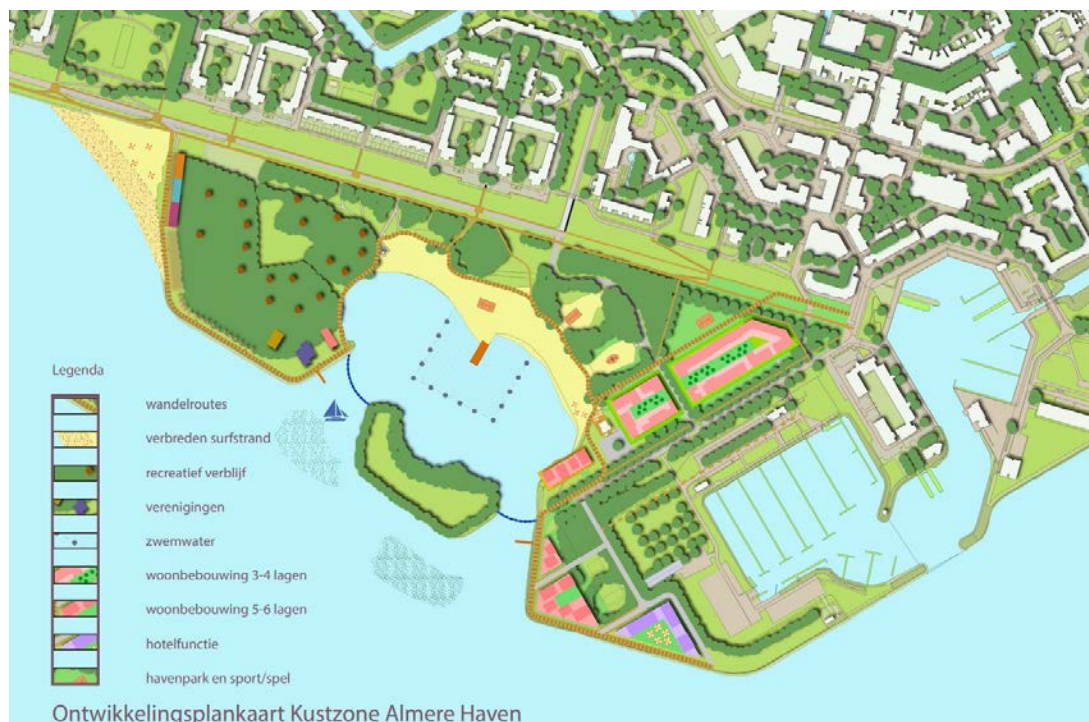 Legenda
wandelroutes
verbreden surfstrand
recreatief verblijf
verenigingen
zwemwater
woonbebouwing 3-4 lagen
woonbebouwing 5-6 lagen
hotelfunctie
havenpark en sport/spel
Ontwikkelingsplankaart Kustzone Almere Haven